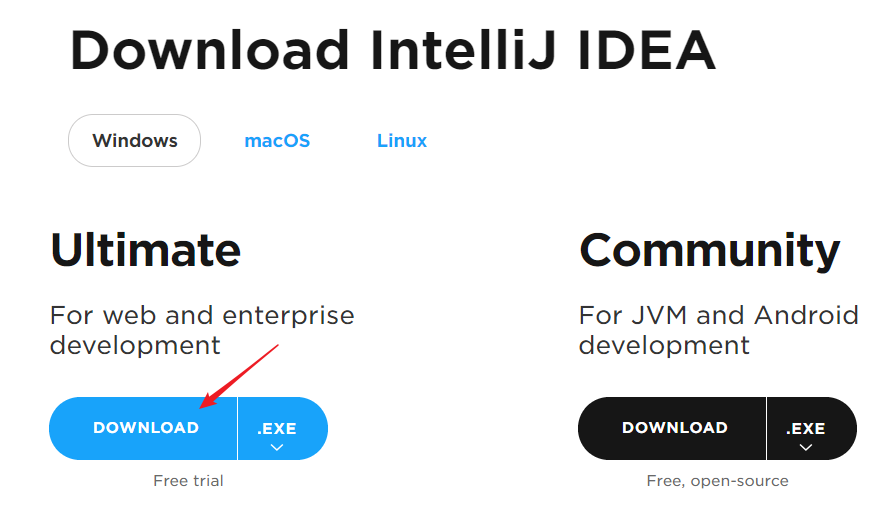 Download IntelliJ IDEA
Windows
macOS
Linux
Ultimate
For web and enterprise
development
DOWNLOAD
.EXE
Free trial
Community
For JVM and Android
development
DOWNLOAD
.EXE
Free, open-source